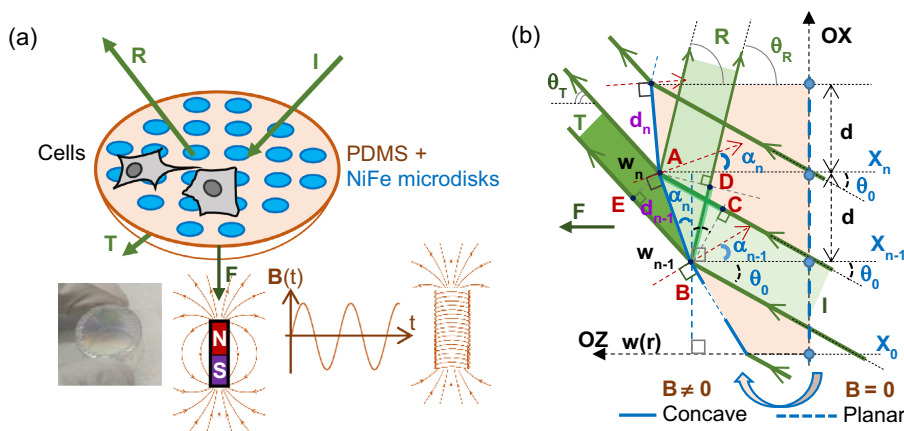 (a)
R
I
Cells
PDMS +
NiFe microdisks
T
F
B(t)
t
N
S
(b)
R
OX
θR
θT
T
dn
d
A
αn
Xn
wn
θ0
D
αn
C
E
dn-1
d
F
αn-1
Xn-1
wn-1
θ0
θ0
B
I
OZ
w(r)
X0
B ≠ 0
B = 0
Concave
Planar